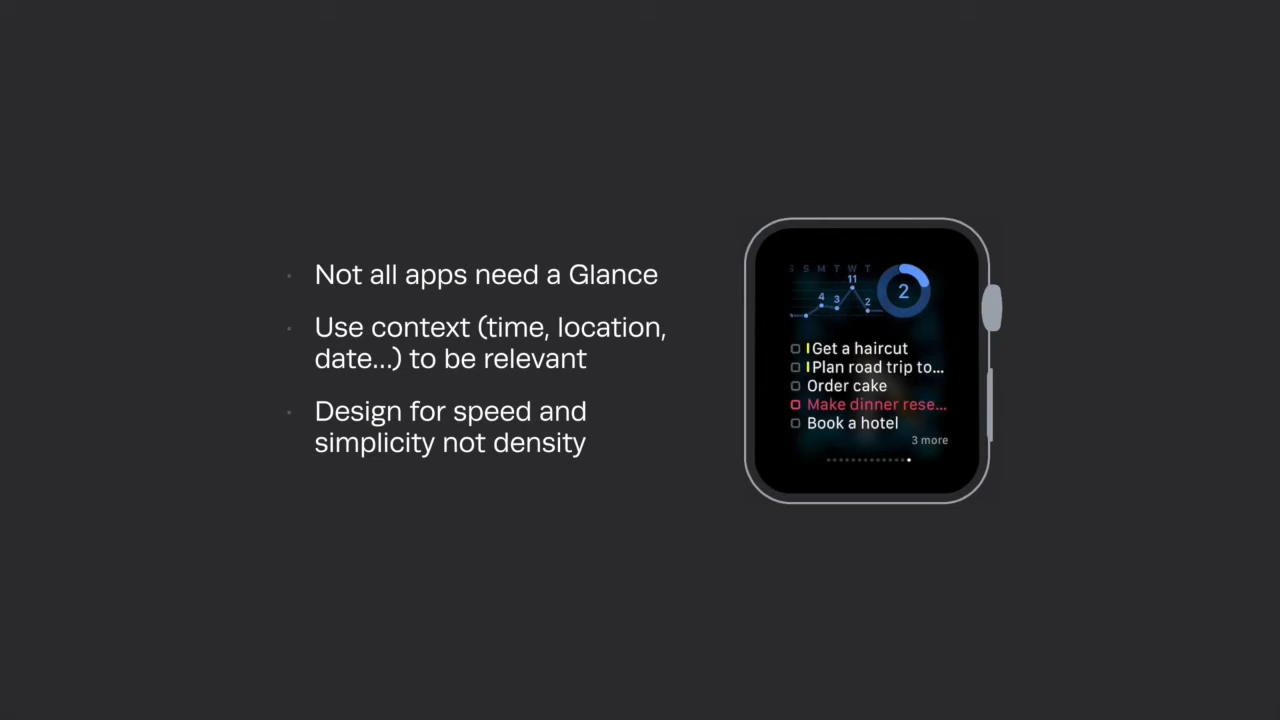 Not all apps need a Glance
Use context (time, location,
date...) to be relevant
Design for speed and
simplicity not density
S S M T W T
11
4 3 2
2
Get a haircut
Plan road trip to...
Order cake
Make dinner rese...
Book a hotel
3 more